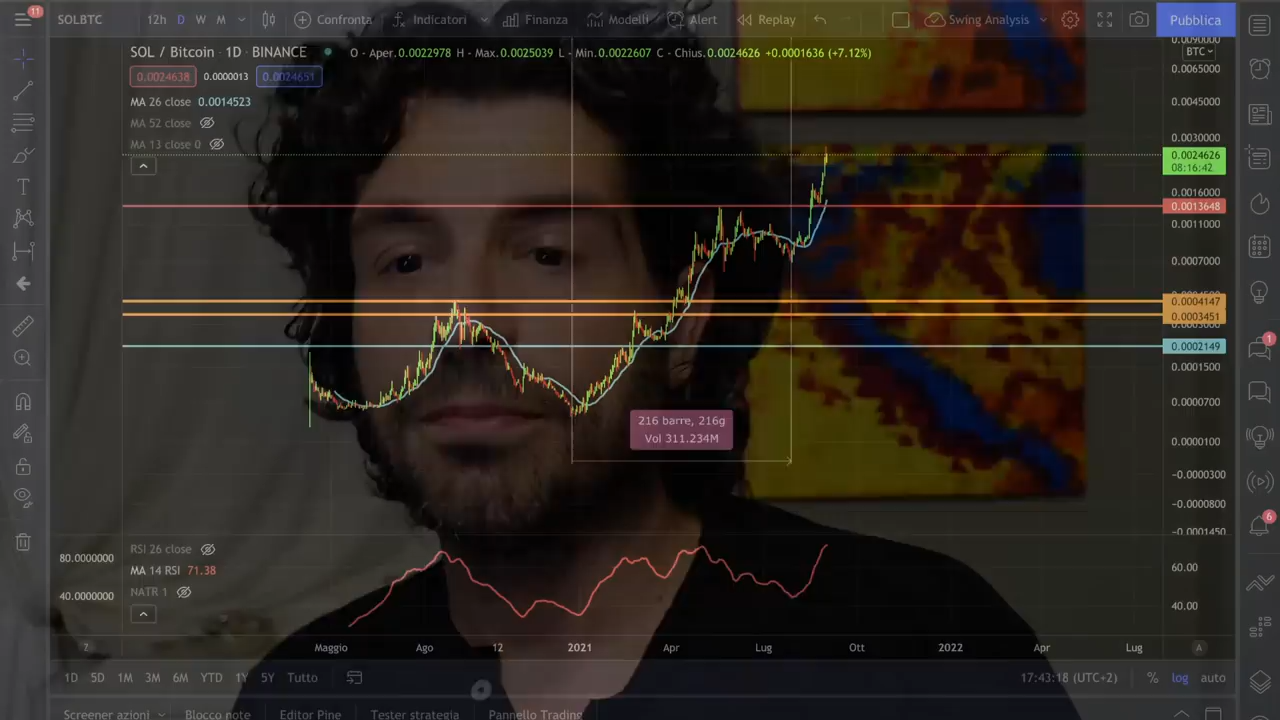 11
SOLBTC
12h D W M
Confronta
Indicatori
Finanza
Modelli
Alert
Replay
Swing Analysis
Pubblica
SOL / Bitcoin · 1D · BINANCE
O - Aper.0.0022978 H - Max.0.0025039 L - Min.0.0022607 C - Chius.0.0024626 +0.0001636 (+7.12%)
BTC
0.0024638 0.0000013 0.0024651
MA 26 close 0.0014523
MA 52 close
MA 13 close 0
0.0090000
0.0065000
0.0045000
0.0030000
0.0024626
08:16:42
0.0016000
0.0013648
0.0011000
0.0007000
0.0004147
0.0003451
0.0003000
0.0002149
0.0001500
0.0000700
0.0000100
-0.0000300
-0.0000800
-0.0001450
1
6
216 barre, 216g
Vol 311.234M
RSI 26 close
MA 14 RSI 71.38
NATR 1
80.0000000
40.0000000
60.00
40.00
Maggio Ago 12 2021 Apr Lug Ott 2022 Apr Lug
A
1D 5D 1M 3M 6M YTD 1Y 5Y Tutto
17:43:18 (UTC+2) % log auto
Screener azioni Blocco note Editor Pine Tester strategia Pannello Trading